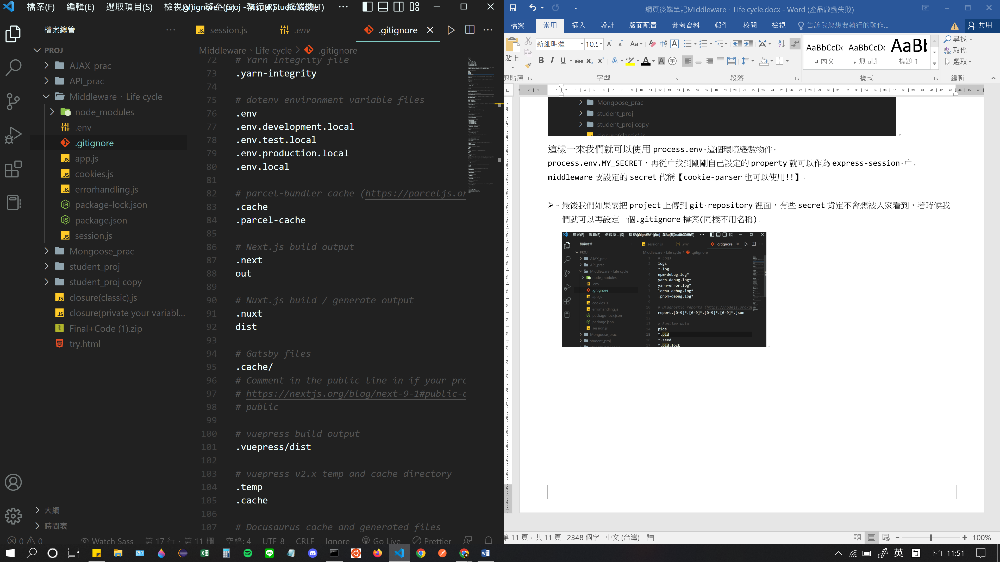 檔案(F) 編輯(E) 選取項目(S) 終端機(T) ···
檔案總管 ···
PROJ
AJAX_prac
API_prac
Middleware、Life cycle
node_modules
.env
.gitignore
app.js
cookies.js
errorhandling.js
package-lock.json
package.json
session.js
Mongoose_prac
student_proj
student_proj copy
closure(classic).js
closure(private your variabl...
Final+Code (1).zip
try.html
大綱
時間表
session.js .env .gitignore
Middleware、Life cycle > .gitignore
72 # Yarn Integrity file
73 .yarn-integrity
74
75 # dotenv environment variable files
76 .env
77 .env.development.local
78 .env.test.local
79 .env.production.local
80 .env.local
81
82 # parcel-bundler cache (https://parceljs.or
83 .cache
84 .parcel-cache
85
86 # Next.js build output
87 .next
88 out
89
90 # Nuxt.js build / generate output
91 .nuxt
92 dist
93
94 # Gatsby files
95 .cache/
96 # Comment in the public line in if your pro
97 # https://nextjs.org/blog/next-9-1#public-d
98 # public
99
100 # vuepress build output
101 .vuepress/dist
102
103 # vuepress v2.x temp and cache directory
104 .temp
105 .cache
106
107 # Docusaurus cache and generated files
0 0 Watch Sass 第 17 行，第 11 欄 空格: 4 UTF-8 CRLF Ignore Go Live Prettier
網頁後端筆記Middleware、Life cycle.docx - Word (產品啟動失敗)
檔案 常用 插入 設計 版面配置 參考資料 郵件 校閱 檢視 告訴我您想要執行的動作... 共用
貼上 新細明體 10.5
AaBbCcDc AaBbCcDc AaBb
內文 無間距 標題 1
尋找
取代
選取
剪貼簿 字型 段落 樣式 編輯
Mongoose_prac
student_proj
student_proj copy
closure(classic).js
這樣一來我們就可以使用 process.env 這個環境變數物件
process.env.MY_SECRET，再從中找到剛剛自己設定的 property 就可以作為 express-session 中
middleware 要設定的 secret 代稱【cookie-parser 也可以使用!!】
➢ 最後我們如果要把 project 上傳到 git repository 裡面，有些 secret 肯定不會想被人家看到，者時候我
們就可以再設定一個.gitignore 檔案(同樣不用名稱)
檔案(F) 編輯(E) 選取項目(S) 終端機(T) ···
檔案總管 ··· session.js .env .gitignore
PROJ
Middleware、Life cycle > .gitignore
AJAX_prac
API_prac
Middleware、Life cycle
node_modules
.env
.gitignore
app.js
cookies.js
errorhandling.js
package-lock.json
package.json
session.js
Mongoose_prac
student_proj
student_proj copy
1 # Logs
2 logs
3 *.log
4 npm-debug.log*
5 yarn-debug.log*
6 yarn-error.log*
7 lerna-debug.log*
8 .pnpm-debug.log*
9
10 # Diagnostic reports (https://nodejs.org/ap
11 report.[0-9]*.[0-9]*.[0-9]*.[0-9]*.json
12
13 # Runtime data
14 pids
15 *.pid
16 *.seed
17 *.pid.lock
第 11 頁，共 11 頁 2348 個字 中文 (台灣) 100%
英 下午 11:51